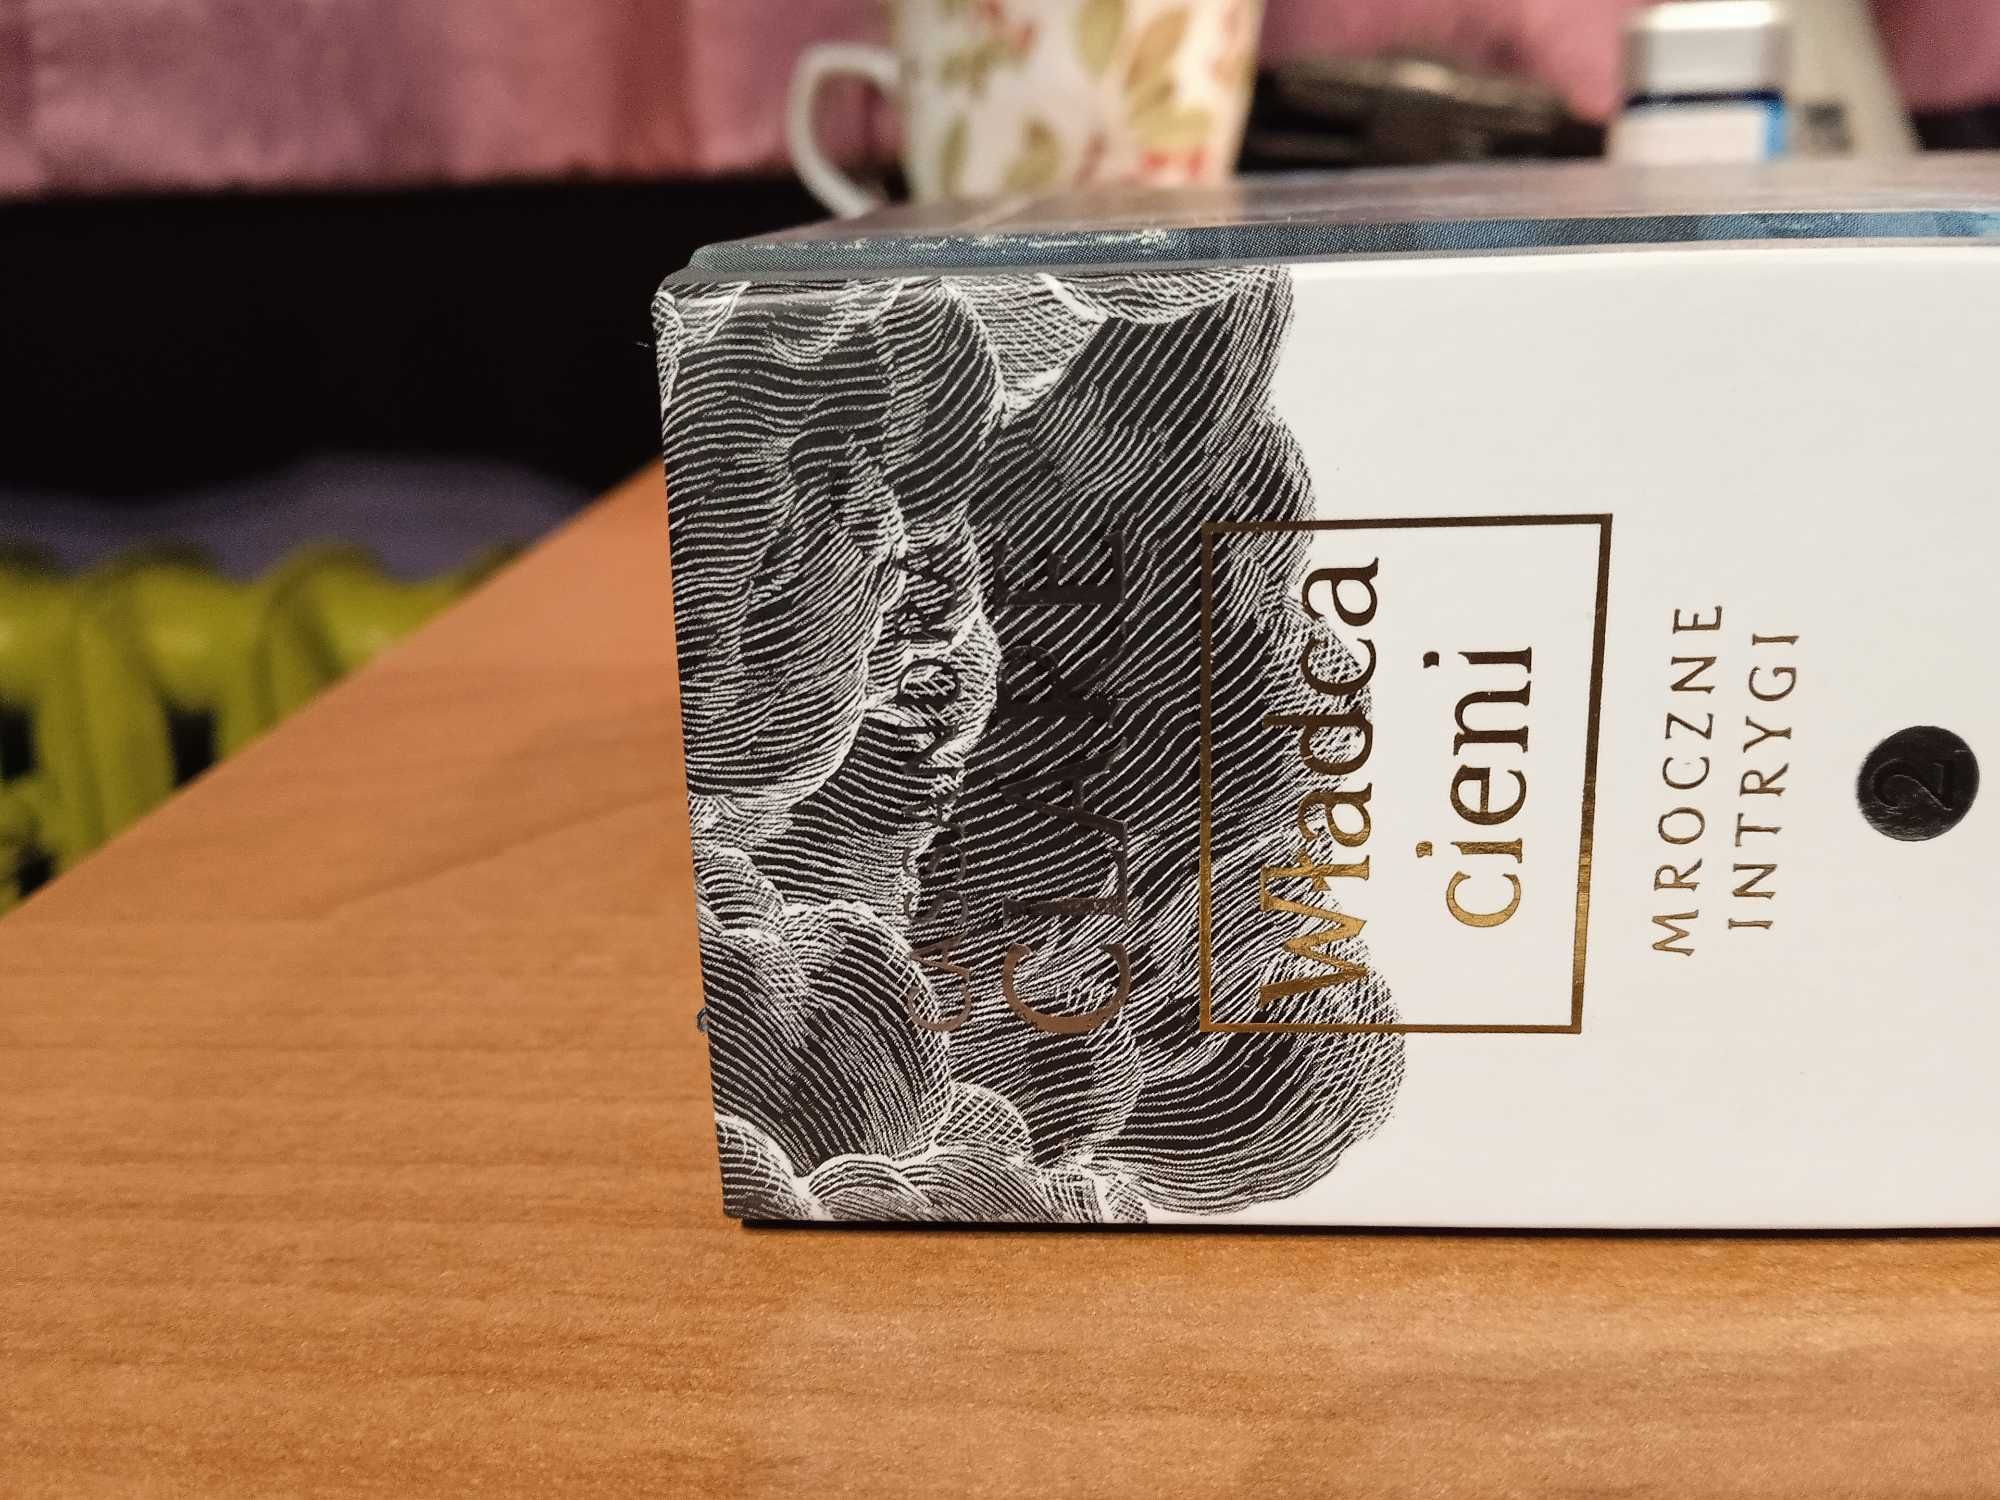 CASSANDRA
CLARE
Władca
cieni
MROCZNE
INTRYGI
2